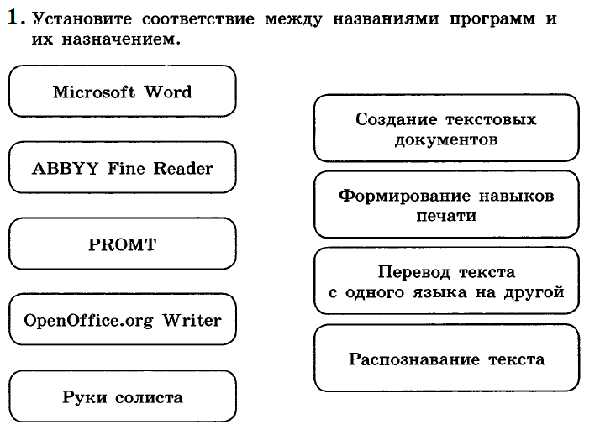 1. Установите соответствие между названиями программ и
их назначением.
Microsoft Word
ABBYY Fine Reader
PROMT
OpenOffice.org Writer
Руки солиста
Создание текстовых
документов
Формирование навыков
печати
Перевод текста
с одного языка на другой
Распознавание текста